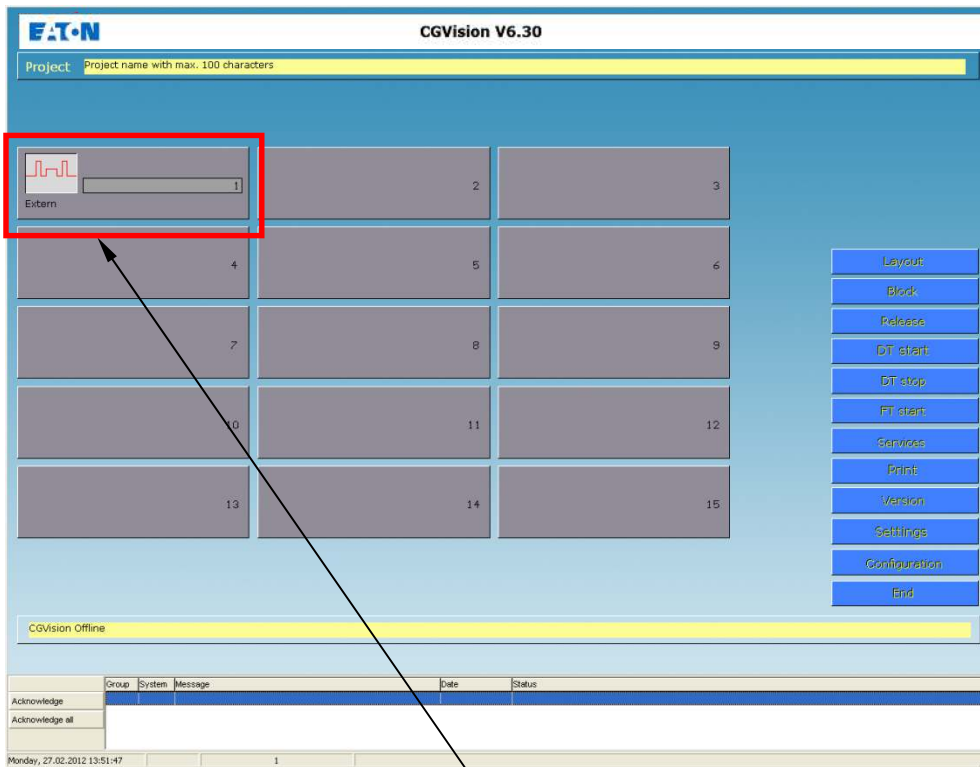 EATON
CGVision V6.30
Project Project name with max. 100 characters
1
Extern
2
3
4
5
6
7
8
9
10
11
12
13
14
15
Layout
Block
Release
DT start
DT stop
FT start
Services
Print
Version
Settings
Configuration
End
CGVision Offline
Group System Message Date Status
Acknowledge
Acknowledge all
Monday, 27.02.2012 13:51:47 1